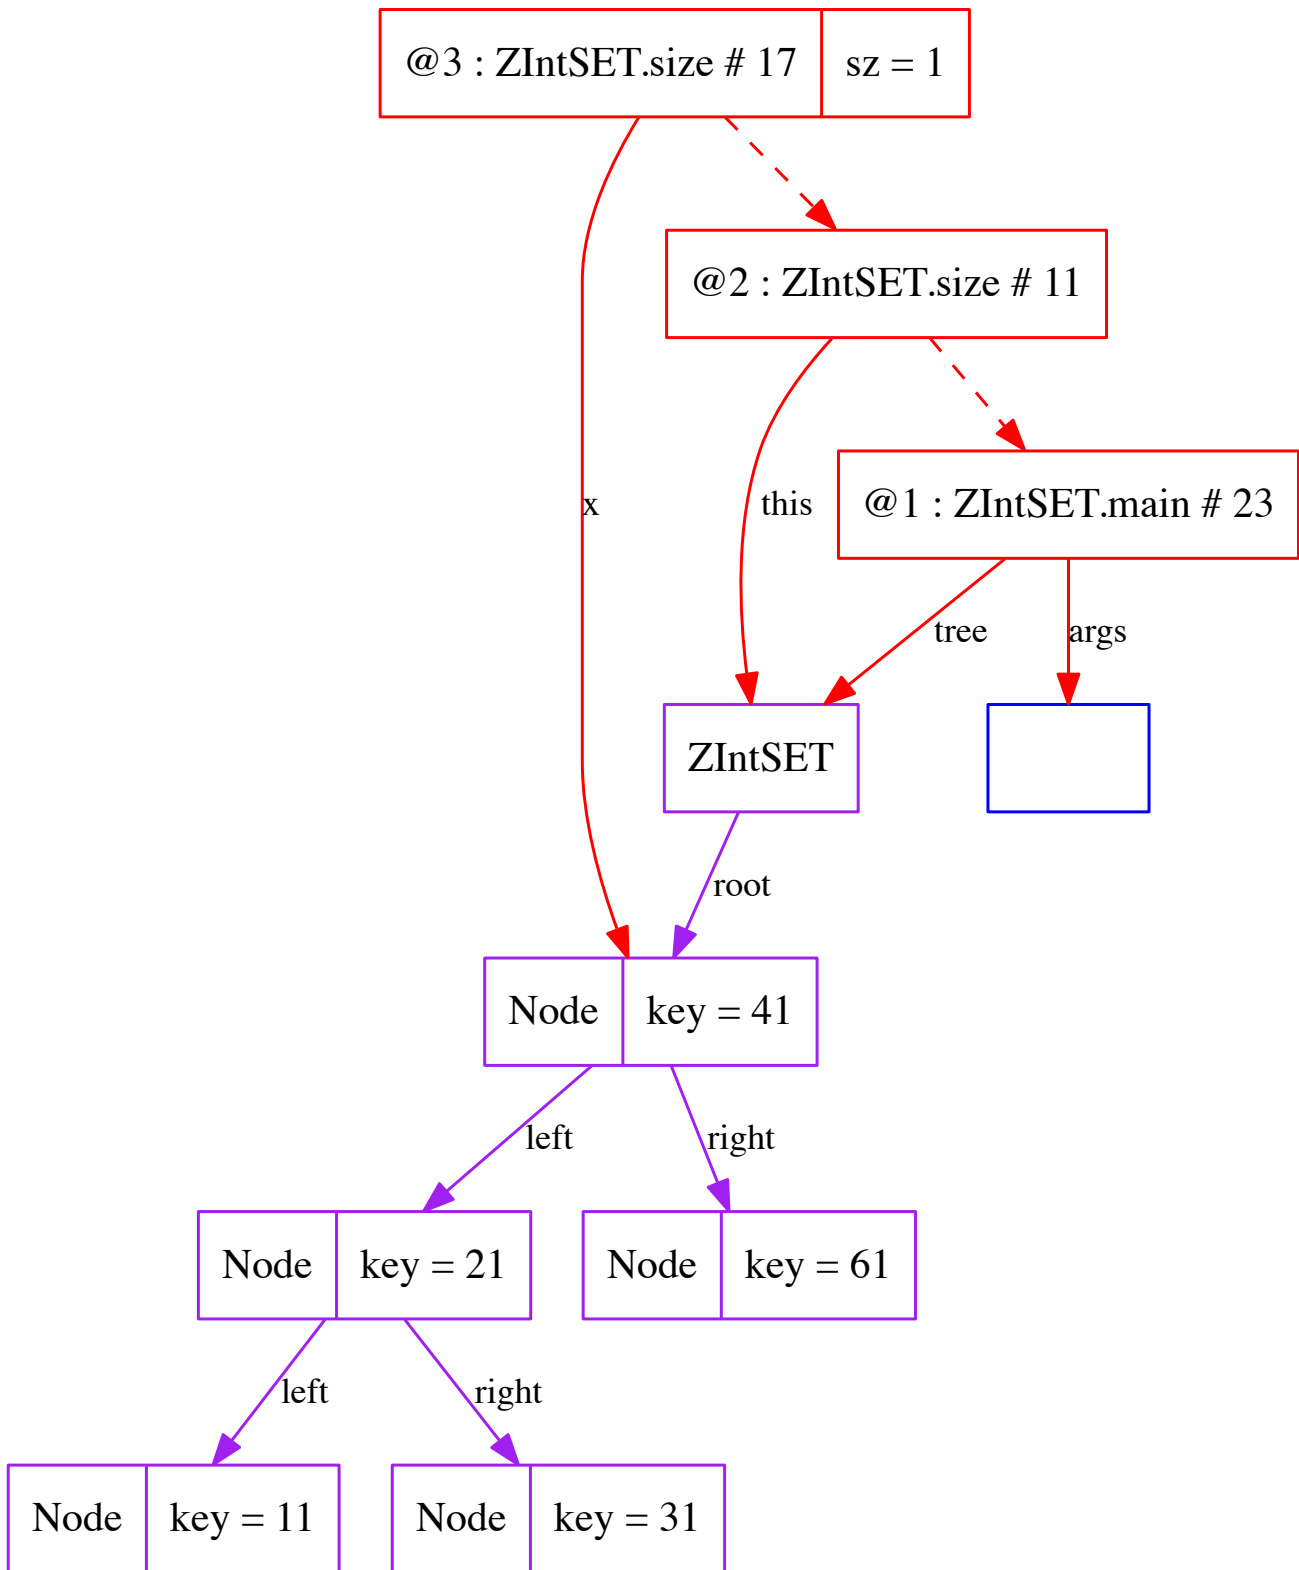 @3 : ZIntSET.size # 17
sz = 1
@2 : ZIntSET.size # 11
x
this
@1 : ZIntSET.main # 23
tree
args
ZIntSET
root
Node
key = 41
left
right
Node
key = 21
Node
key = 61
left
right
Node
key = 11
Node
key = 31